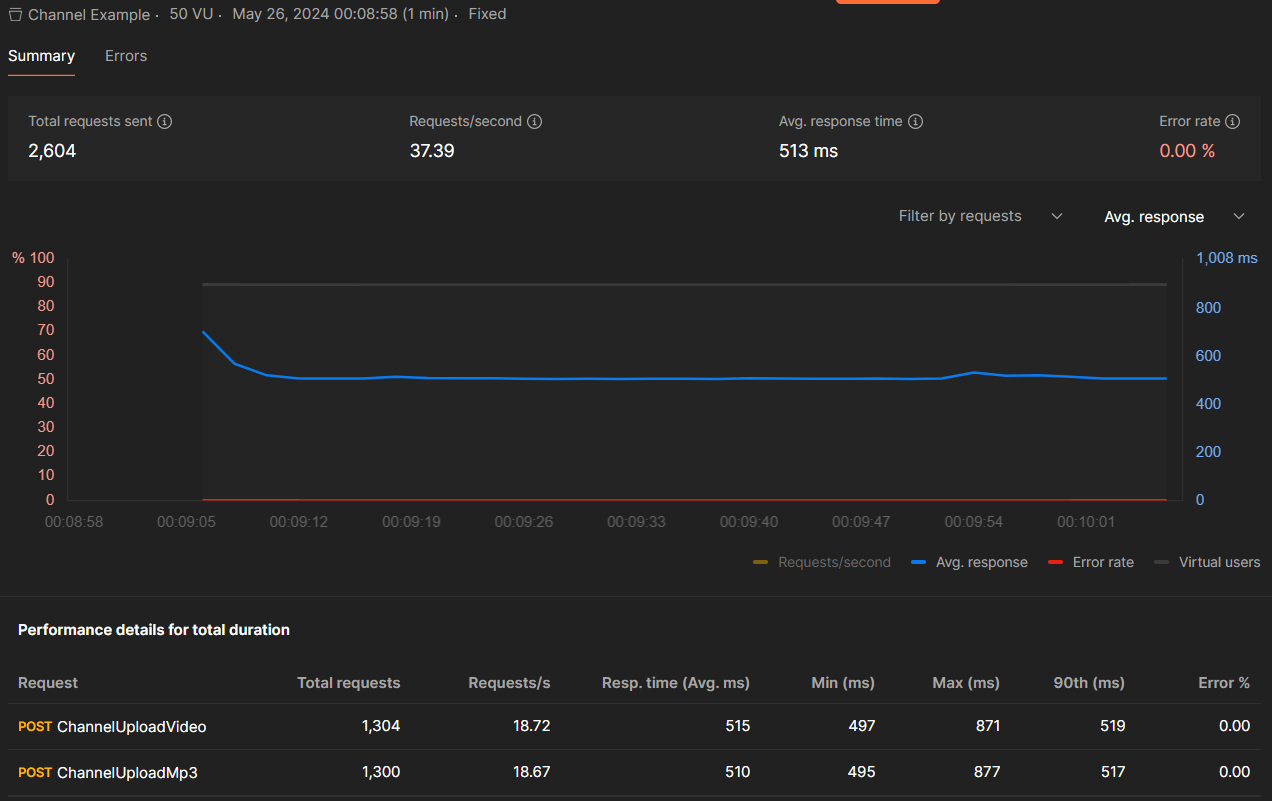 Channel Example · 50 VU · May 26, 2024 00:08:58 (1 min) · Fixed
Summary Errors
Total requests sent Requests/second Avg. response time Error rate
2,604 37.39 513 ms 0.00 %
Filter by requests Avg. response
% 100 1,008 ms
90
80 800
70
60 600
50
40 400
30
20 200
10
0 0
00:08:58 00:09:05 00:09:12 00:09:19 00:09:26 00:09:33 00:09:40 00:09:47 00:09:54 00:10:01
Requests/second Avg. response Error rate Virtual users
Performance details for total duration
Request Total requests Requests/s Resp. time (Avg. ms) Min (ms) Max (ms) 90th (ms) Error %
POST ChannelUploadVideo 1,304 18.72 515 497 871 519 0.00
POST ChannelUploadMp3 1,300 18.67 510 495 877 517 0.00